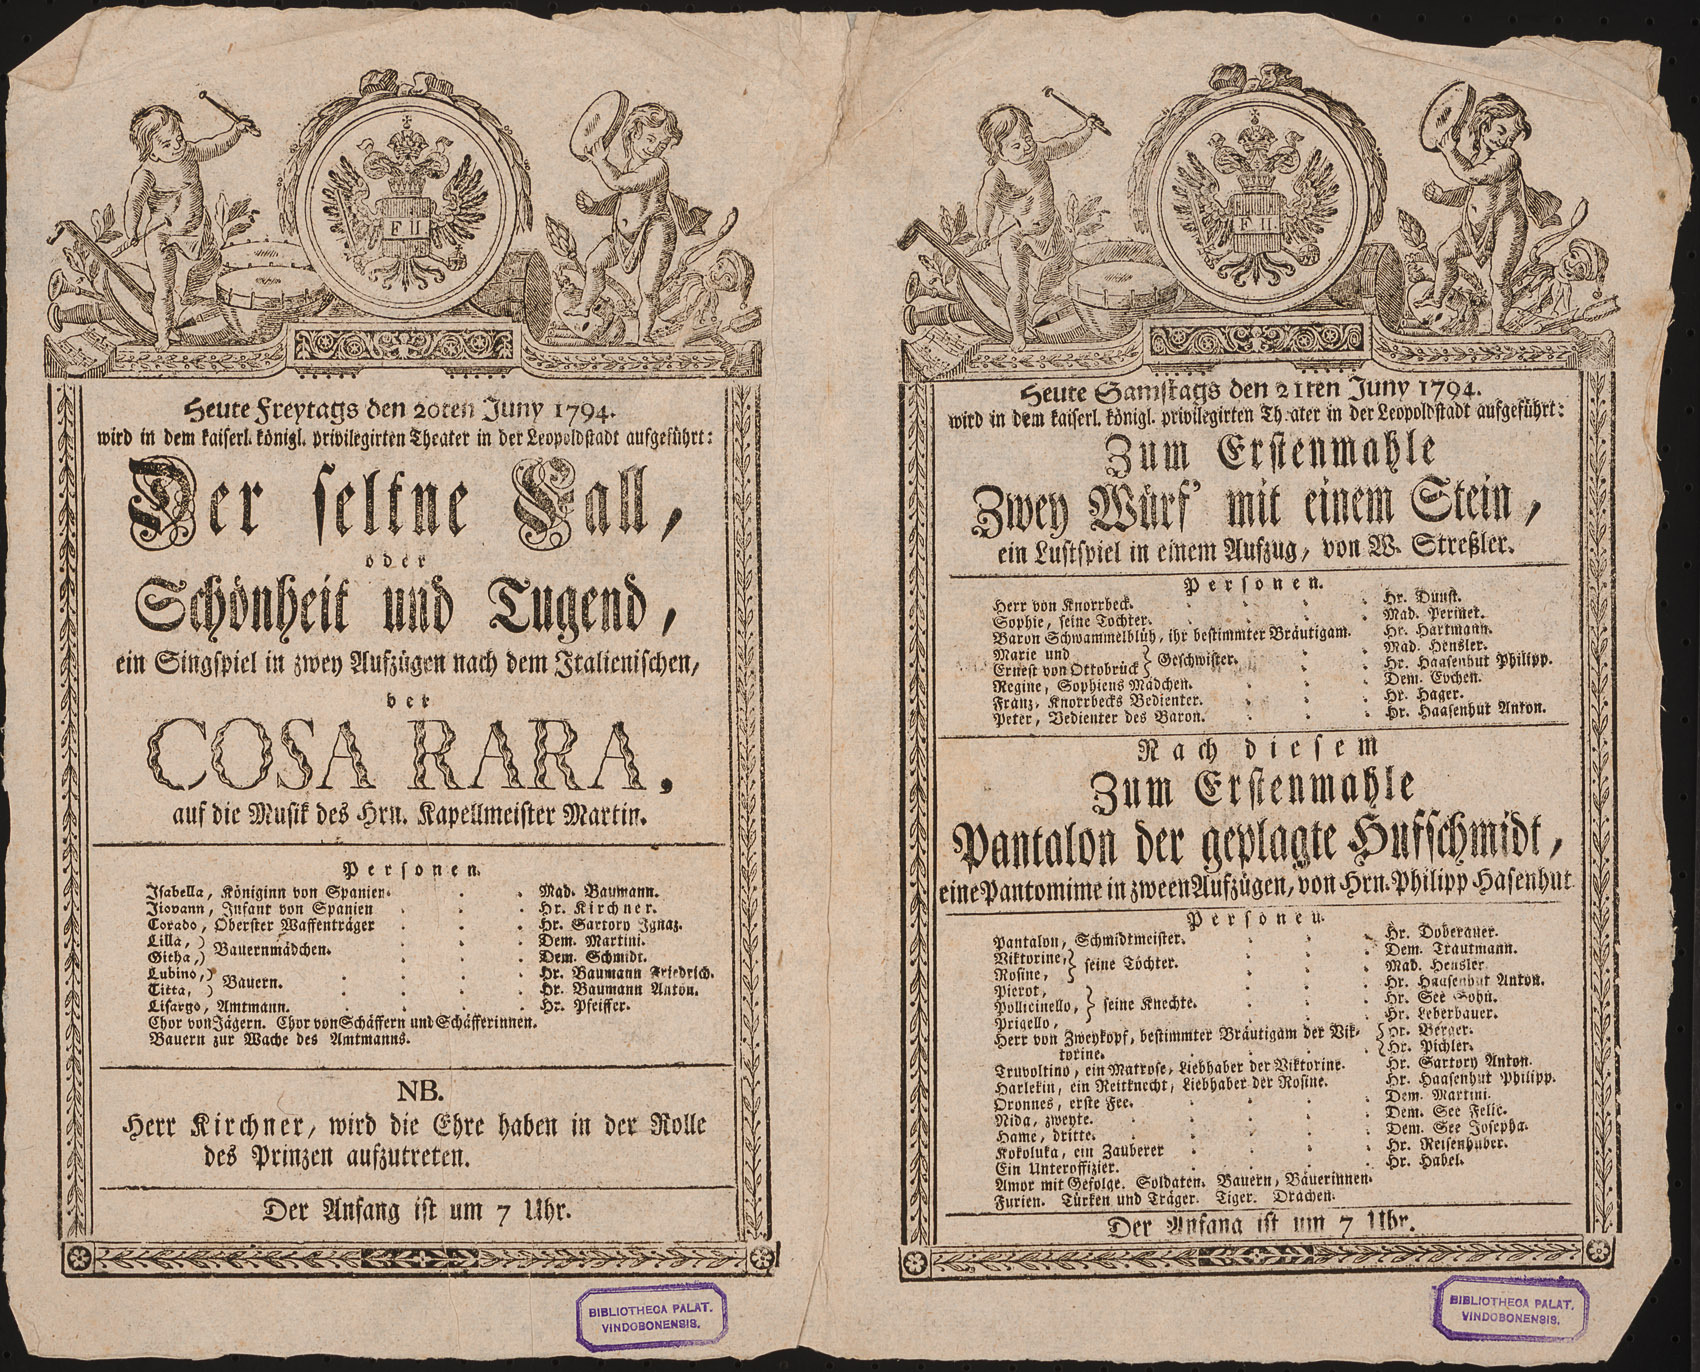 F II
Heute Freytags den 20ten Juny 1794.
wird in dem kaiserl. königl. privilegirten Theater in der Leopoldstadt aufgeführt:
Der seltne Fall,
oder
Schönheit und Tugend,
ein Singspiel in zwey Aufzügen nach dem Italienischen,
der
COSA RARA,
auf die Musik des Hrn. Kapellmeister Martin.
Personen.
Isabella, Königinn von Spanien. Mad. Baumann.
Jiovann, Infant von Spanien Hr. Kirchner.
Corado, Oberster Waffenträger Hr. Sartory Ignaz.
Lilla, Dem. Martini.
Bauernmädchen.
Githa, Dem. Schmidt.
Lubino, Hr. Baumann Friedrich.
Bauern.
Titta, Hr. Baumann Anton.
Lisargo, Amtmann. Hr. Pfeiffer.
Chor von Jägern. Chor von Schäffern und Schäfferinnen.
Bauern zur Wache des Amtmanns.
NB.
Herr Kirchner, wird die Ehre haben in der Rolle
des Prinzen aufzutreten.
Der Anfang ist um 7 Uhr.
BIBLIOTHECA PALAT.
VINDOBONENSIS.
F II.
Heute Samstags den 21ten Juny 1794.
wird in dem kaiserl. königl. privilegirten Theater in der Leopoldstadt aufgeführt:
Zum Erstenmahle
Zwey Würf' mit einem Stein,
ein Lustspiel in einem Aufzug, von W. Streßler.
Personen.
Herr von Knorrbeck. Hr. Dunst.
Sophie, seine Tochter. Mad. Perinet.
Baron Schwammelblüh, ihr bestimmter Bräutigam. Hr. Hartmann.
Marie und Mad. Hensler.
Geschwister.
Ernest von Ottobrück Hr. Haasenhut Philipp.
Regine, Sophiens Mädchen. Dem. Evchen.
Franz, Knorrbecks Bedienter. Hr. Hager.
Peter, Bedienter des Baron. Hr. Haasenhut Anton.
Nach diesem
Zum Erstenmahle
Pantalon der geplagte Hufschmidt,
eine Pantomime in zween Aufzügen, von Hrn. Philipp Hasenhut
Personen.
Pantalon, Schmidtmeister. Hr. Doberauer.
Viktorine, Dem. Trautmann.
seine Töchter.
Rosine, Mad. Hensler
Pierot, Hr. Haasenhut Anton.
Pollicinello, seine Knechte. Hr. See Sohn.
Prigello, Hr. Leberbauer.
Herr von Zweykopf, bestimmter Bräutigam der Vik- Hr. Berger.
torine. Hr. Pichler.
Truvoltino, ein Matrose, Liebhaber der Viktorine. Hr. Sartory Anton.
Harlekin, ein Reitknecht, Liebhaber der Rosine. Hr. Haasenhut Philipp.
Oronnes, erste Fee. Dem. Martini.
Nida, zweyte. Dem. See Felic.
Hame, dritte. Dem. See Josepha.
Kokoluka, ein Zauberer Hr. Reisenhuber.
Ein Unteroffizier. Hr. Habel.
Amor mit Gefolge. Soldaten. Bauern, Bäuerinnen.
Furien. Türken und Träger. Tiger. Drachen.
Der Anfang ist um 7 Uhr.
BIBLIOTHECA PALAT.
VINDOBONENSIS.